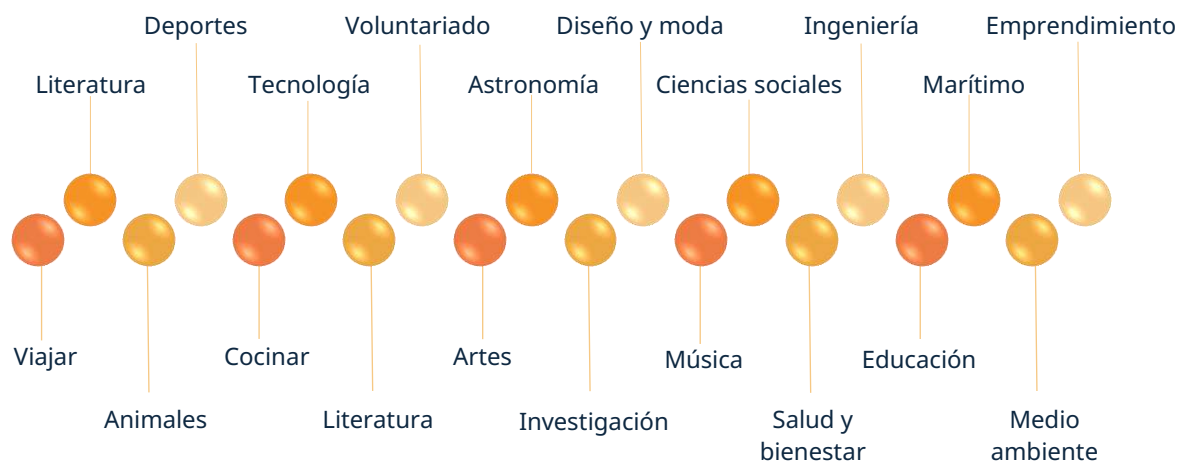 Deportes
Voluntariado
Diseño y moda
Ingeniería
Emprendimiento
Literatura
Tecnología
Astronomía
Ciencias sociales
Marítimo
Viajar
Cocinar
Artes
Música
Educación
Animales
Literatura
Investigación
Salud y
bienestar
Medio
ambiente